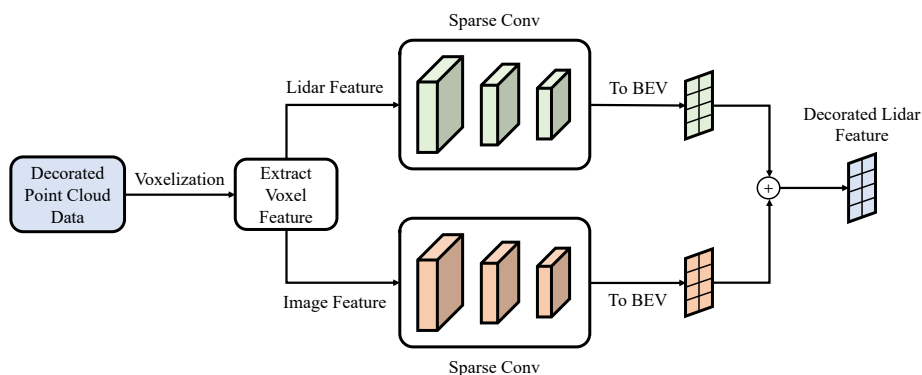 Sparse Conv
Lidar Feature
To BEV
Decorated Lidar
Feature
Decorated
Point Cloud
Data
Voxelization
Extract
Voxel
Feature
+
Image Feature
To BEV
Sparse Conv